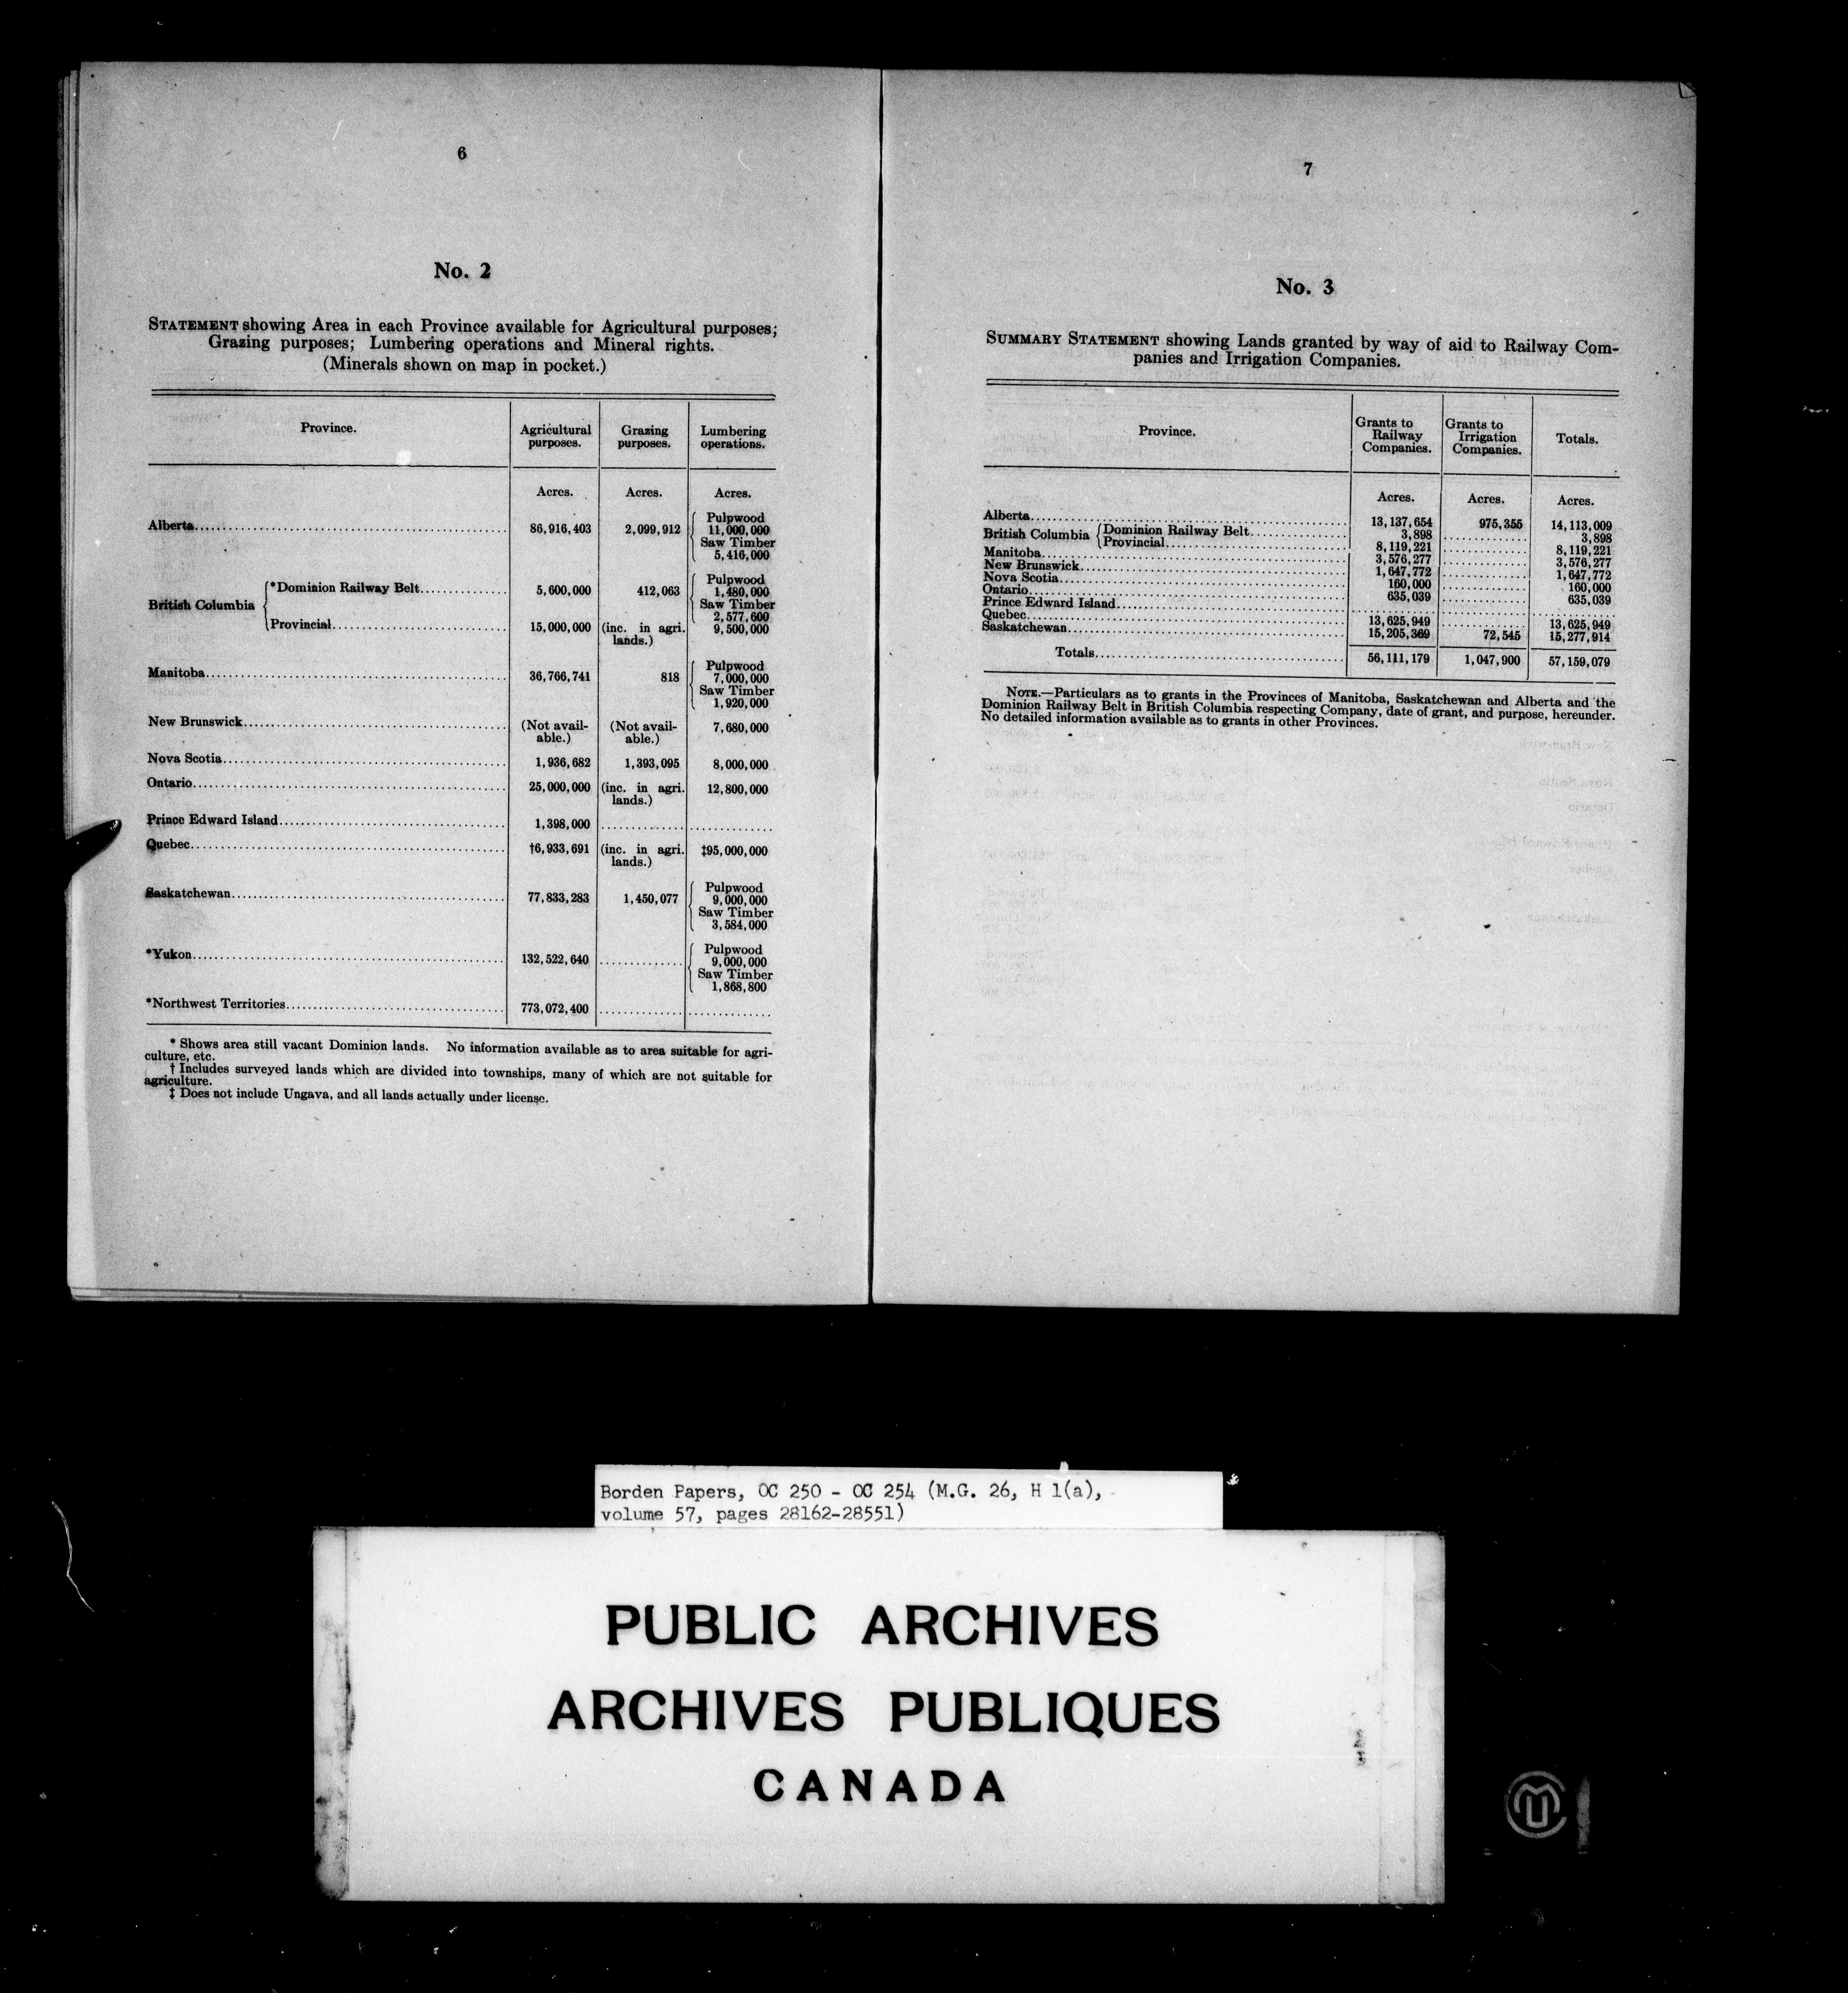 6
No. 2
STATEMENT showing Area in each Province available for Agricultural purposes;
Grazing purposes; Lumbering operations and Mineral rights.
(Minerals shown on map in pocket.)
Province. Agricultural purposes. Grazing purposes. Lumbering operations.
Acres. Acres. Acres.
Alberta 86,916,403 2,099,912 Pulpwood
11,000,000
Saw Timber
5,416,000
British Columbia *Dominion Railway Belt 5,600,000 412,063 Pulpwood
1,480,000
Saw Timber
2,577,600
Provincial 15,000,000 (inc. in agri. lands.) 9,500,000
Manitoba 36,766,741 818 Pulpwood
7,000,000
Saw Timber
1,920,000
New Brunswick (Not avail-able.) (Not avail-able.) 7,680,000
Nova Scotia 1,936,682 1,393,095 8,000,000
Ontario 25,000,000 (inc. in agri. lands.) 12,800,000
Prince Edward Island 1,398,000
Quebec †6,933,691 (inc. in agri. lands.) ‡95,000,000
Saskatchewan 77,833,283 1,450,077 Pulpwood
9,000,000
Saw Timber
3,584,000
*Yukon 132,522,640 Pulpwood
9,000,000
Saw Timber
1,868,800
*Northwest Territories 773,072,400
* Shows area still vacant Dominion lands. No information available as to area suitable for agri-
culture, etc.
† Includes surveyed lands which are divided into townships, many of which are not suitable for
agriculture.
‡ Does not include Ungava, and all lands actually under license.
7
No. 3
SUMMARY STATEMENT showing Lands granted by way of aid to Railway Com-
panies and Irrigation Companies.
Province. Grants to Railway Companies. Grants to Irrigation Companies. Totals.
Acres. Acres. Acres.
Alberta 13,137,654 975,355 14,113,009
British Columbia Dominion Railway Belt 3,898 3,898
Provincial 8,119,221 8,119,221
Manitoba 3,576,277 3,576,277
New Brunswick 1,647,772 1,647,772
Nova Scotia 160,000 160,000
Ontario 635,039 635,039
Prince Edward Island
Quebec 13,625,949 13,625,949
Saskatchewan 15,205,369 72,545 15,277,914
Totals 56,111,179 1,047,900 57,159,079
NOTE.—Particulars as to grants in the Provinces of Manitoba, Saskatchewan and Alberta and the
Dominion Railway Belt in British Columbia respecting Company, date of grant, and purpose, hereunder.
No detailed information available as to grants in other Provinces.
Borden Papers, OC 250 - OC 254 (M.G. 26, H 1(a),
volume 57, pages 28162-28551)
PUBLIC ARCHIVES
ARCHIVES PUBLIQUES
CANADA